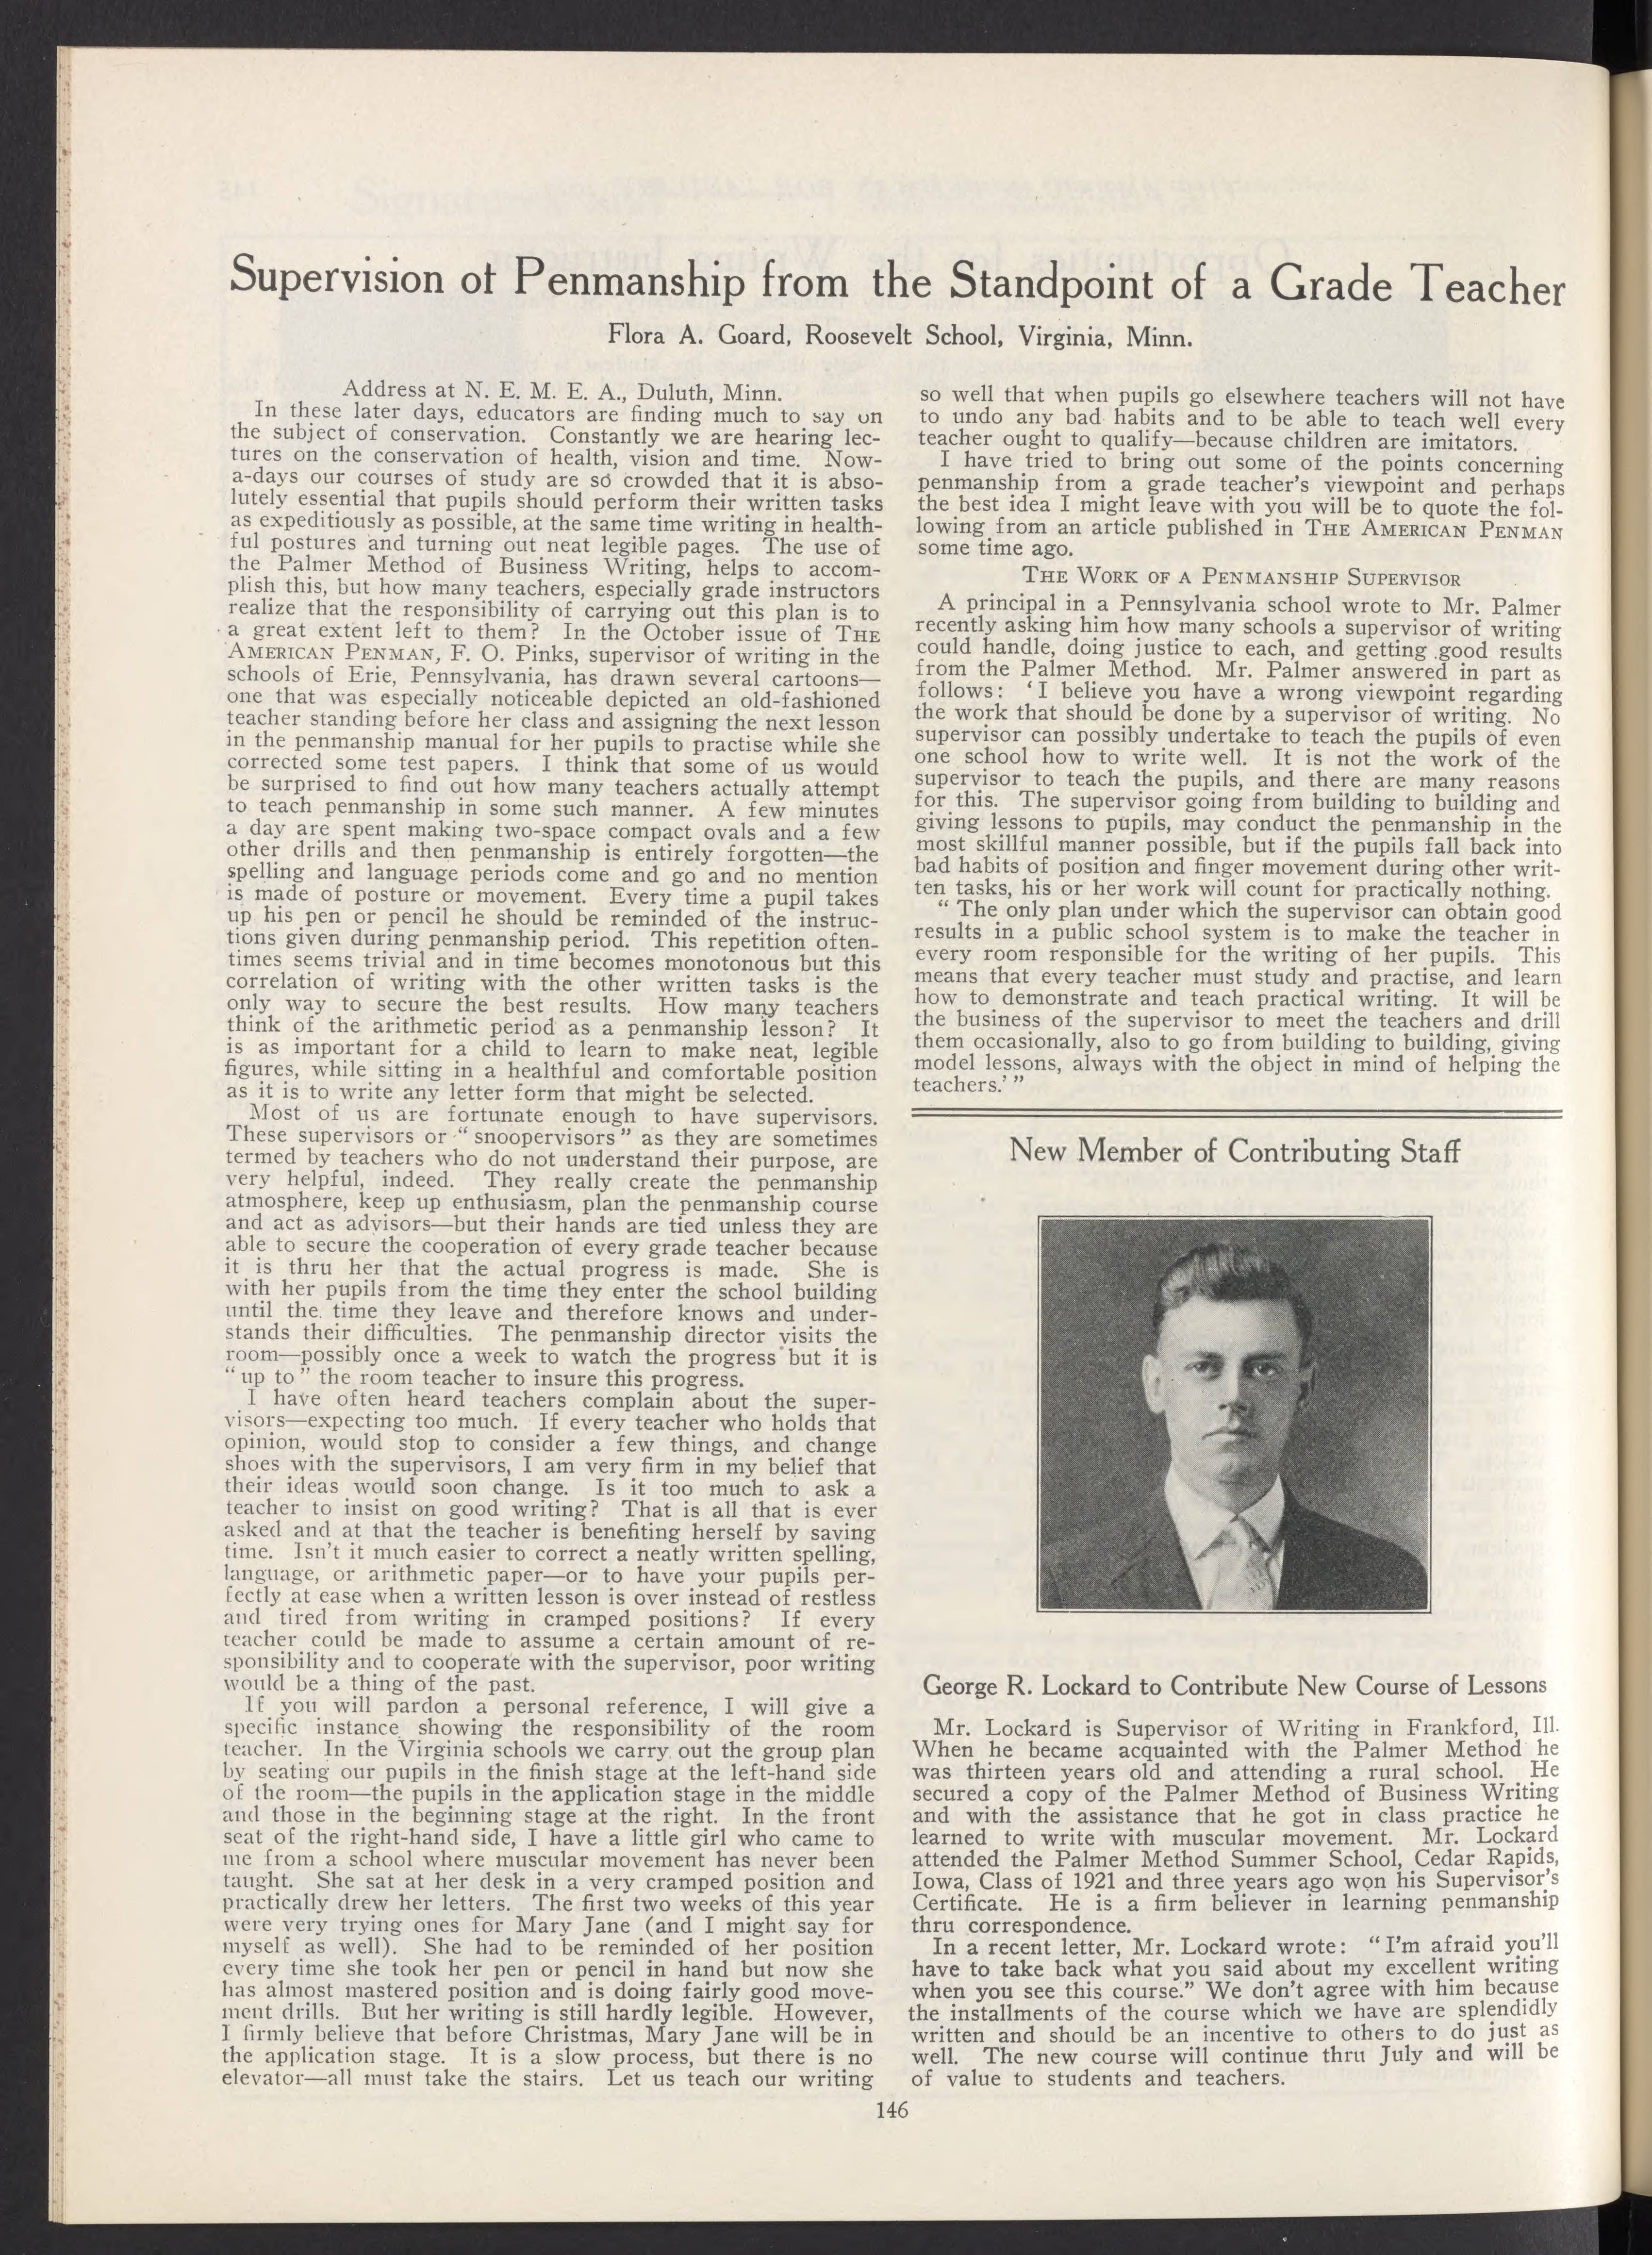 Supervision of Penmanship from the Standpoint of a Grade Teacher
Flora A. Goard, Roosevelt School, Virginia, Minn.
Address at N. E. M. E. A., Duluth, Minn.
In these later days, educators are finding much to say on
the subject of conservation. Constantly we are hearing lec-
tures on the conservation of health, vision and time. Now-
a-days our courses of study are so crowded that it is abso-
lutely essential that pupils should perform their written tasks
as expeditiously as possible, at the same time writing in health-
ful postures and turning out neat legible pages. The use of
the Palmer Method of Business Writing, helps to accom-
plish this, but how many teachers, especially grade instructors
realize that the responsibility of carrying out this plan is to
a great extent left to them? In the October issue of THE
AMERICAN PENMAN, F. O. Pinks, supervisor of writing in the
schools of Erie, Pennsylvania, has drawn several cartoons—
one that was especially noticeable depicted an old-fashioned
teacher standing before her class and assigning the next lesson
in the penmanship manual for her pupils to practise while she
corrected some test papers. I think that some of us would
be surprised to find out how many teachers actually attempt
to teach penmanship in some such manner. A few minutes
a day are spent making two-space compact ovals and a few
other drills and then penmanship is entirely forgotten—the
spelling and language periods come and go and no mention
is made of posture or movement. Every time a pupil takes
up his pen or pencil he should be reminded of the instruc-
tions given during penmanship period. This repetition often-
times seems trivial and in time becomes monotonous but this
correlation of writing with the other written tasks is the
only way to secure the best results. How many teachers
think of the arithmetic period as a penmanship lesson? It
is as important for a child to learn to make neat, legible
figures, while sitting in a healthful and comfortable position
as it is to write any letter form that might be selected.
Most of us are fortunate enough to have supervisors.
These supervisors or "snoopervisors" as they are sometimes
termed by teachers who do not understand their purpose, are
very helpful, indeed. They really create the penmanship
atmosphere, keep up enthusiasm, plan the penmanship course
and act as advisors—but their hands are tied unless they are
able to secure the cooperation of every grade teacher because
it is thru her that the actual progress is made. She is
with her pupils from the time they enter the school building
until the time they leave and therefore knows and under-
stands their difficulties. The penmanship director visits the
room—possibly once a week to watch the progress but it is
"up to" the room teacher to insure this progress.
I have often heard teachers complain about the super-
visors—expecting too much. If every teacher who holds that
opinion, would stop to consider a few things, and change
shoes with the supervisors, I am very firm in my belief that
their ideas would soon change. Is it too much to ask a
teacher to insist on good writing? That is all that is ever
asked and at that the teacher is benefiting herself by saving
time. Isn't it much easier to correct a neatly written spelling,
language, or arithmetic paper—or to have your pupils per-
fectly at ease when a written lesson is over instead of restless
and tired from writing in cramped positions? If every
teacher could be made to assume a certain amount of re-
sponsibility and to cooperate with the supervisor, poor writing
would be a thing of the past.
If you will pardon a personal reference, I will give a
specific instance showing the responsibility of the room
teacher. In the Virginia schools we carry out the group plan
by seating our pupils in the finish stage at the left-hand side
of the room—the pupils in the application stage in the middle
and those in the beginning stage at the right. In the front
seat of the right-hand side, I have a little girl who came to
me from a school where muscular movement has never been
taught. She sat at her desk in a very cramped position and
practically drew her letters. The first two weeks of this year
were very trying ones for Mary Jane (and I might say for
myself as well). She had to be reminded of her position
every time she took her pen or pencil in hand but now she
has almost mastered position and is doing fairly good move-
ment drills. But her writing is still hardly legible. However,
I firmly believe that before Christmas, Mary Jane will be in
the application stage. It is a slow process, but there is no
elevator—all must take the stairs. Let us teach our writing
so well that when pupils go elsewhere teachers will not have
to undo any bad habits and to be able to teach well every
teacher ought to qualify—because children are imitators.
I have tried to bring out some of the points concerning
penmanship from a grade teacher's viewpoint and perhaps
the best idea I might leave with you will be to quote the fol-
lowing from an article published in THE AMERICAN PENMAN
some time ago.
THE WORK OF A PENMANSHIP SUPERVISOR
A principal in a Pennsylvania school wrote to Mr. Palmer
recently asking him how many schools a supervisor of writing
could handle, doing justice to each, and getting good results
from the Palmer Method. Mr. Palmer answered in part as
follows: 'I believe you have a wrong viewpoint regarding
the work that should be done by a supervisor of writing. No
supervisor can possibly undertake to teach the pupils of even
one school how to write well. It is not the work of the
supervisor to teach the pupils, and there are many reasons
for this. The supervisor going from building to building and
giving lessons to pupils, may conduct the penmanship in the
most skillful manner possible, but if the pupils fall back into
bad habits of position and finger movement during other writ-
ten tasks, his or her work will count for practically nothing.
"The only plan under which the supervisor can obtain good
results in a public school system is to make the teacher in
every room responsible for the writing of her pupils. This
means that every teacher must study and practise, and learn
how to demonstrate and teach practical writing. It will be
the business of the supervisor to meet the teachers and drill
them occasionally, also to go from building to building, giving
model lessons, always with the object in mind of helping the
teachers.'"
New Member of Contributing Staff
George R. Lockard to Contribute New Course of Lessons
Mr. Lockard is Supervisor of Writing in Frankford, Ill.
When he became acquainted with the Palmer Method he
was thirteen years old and attending a rural school. He
secured a copy of the Palmer Method of Business Writing
and with the assistance that he got in class practice he
learned to write with muscular movement. Mr. Lockard
attended the Palmer Method Summer School, Cedar Rapids,
Iowa, Class of 1921 and three years ago won his Supervisor's
Certificate. He is a firm believer in learning penmanship
thru correspondence.
In a recent letter, Mr. Lockard wrote: "I'm afraid you'll
have to take back what you said about my excellent writing
when you see this course." We don't agree with him because
the installments of the course which we have are splendidly
written and should be an incentive to others to do just as
well. The new course will continue thru July and will be
of value to students and teachers.
146